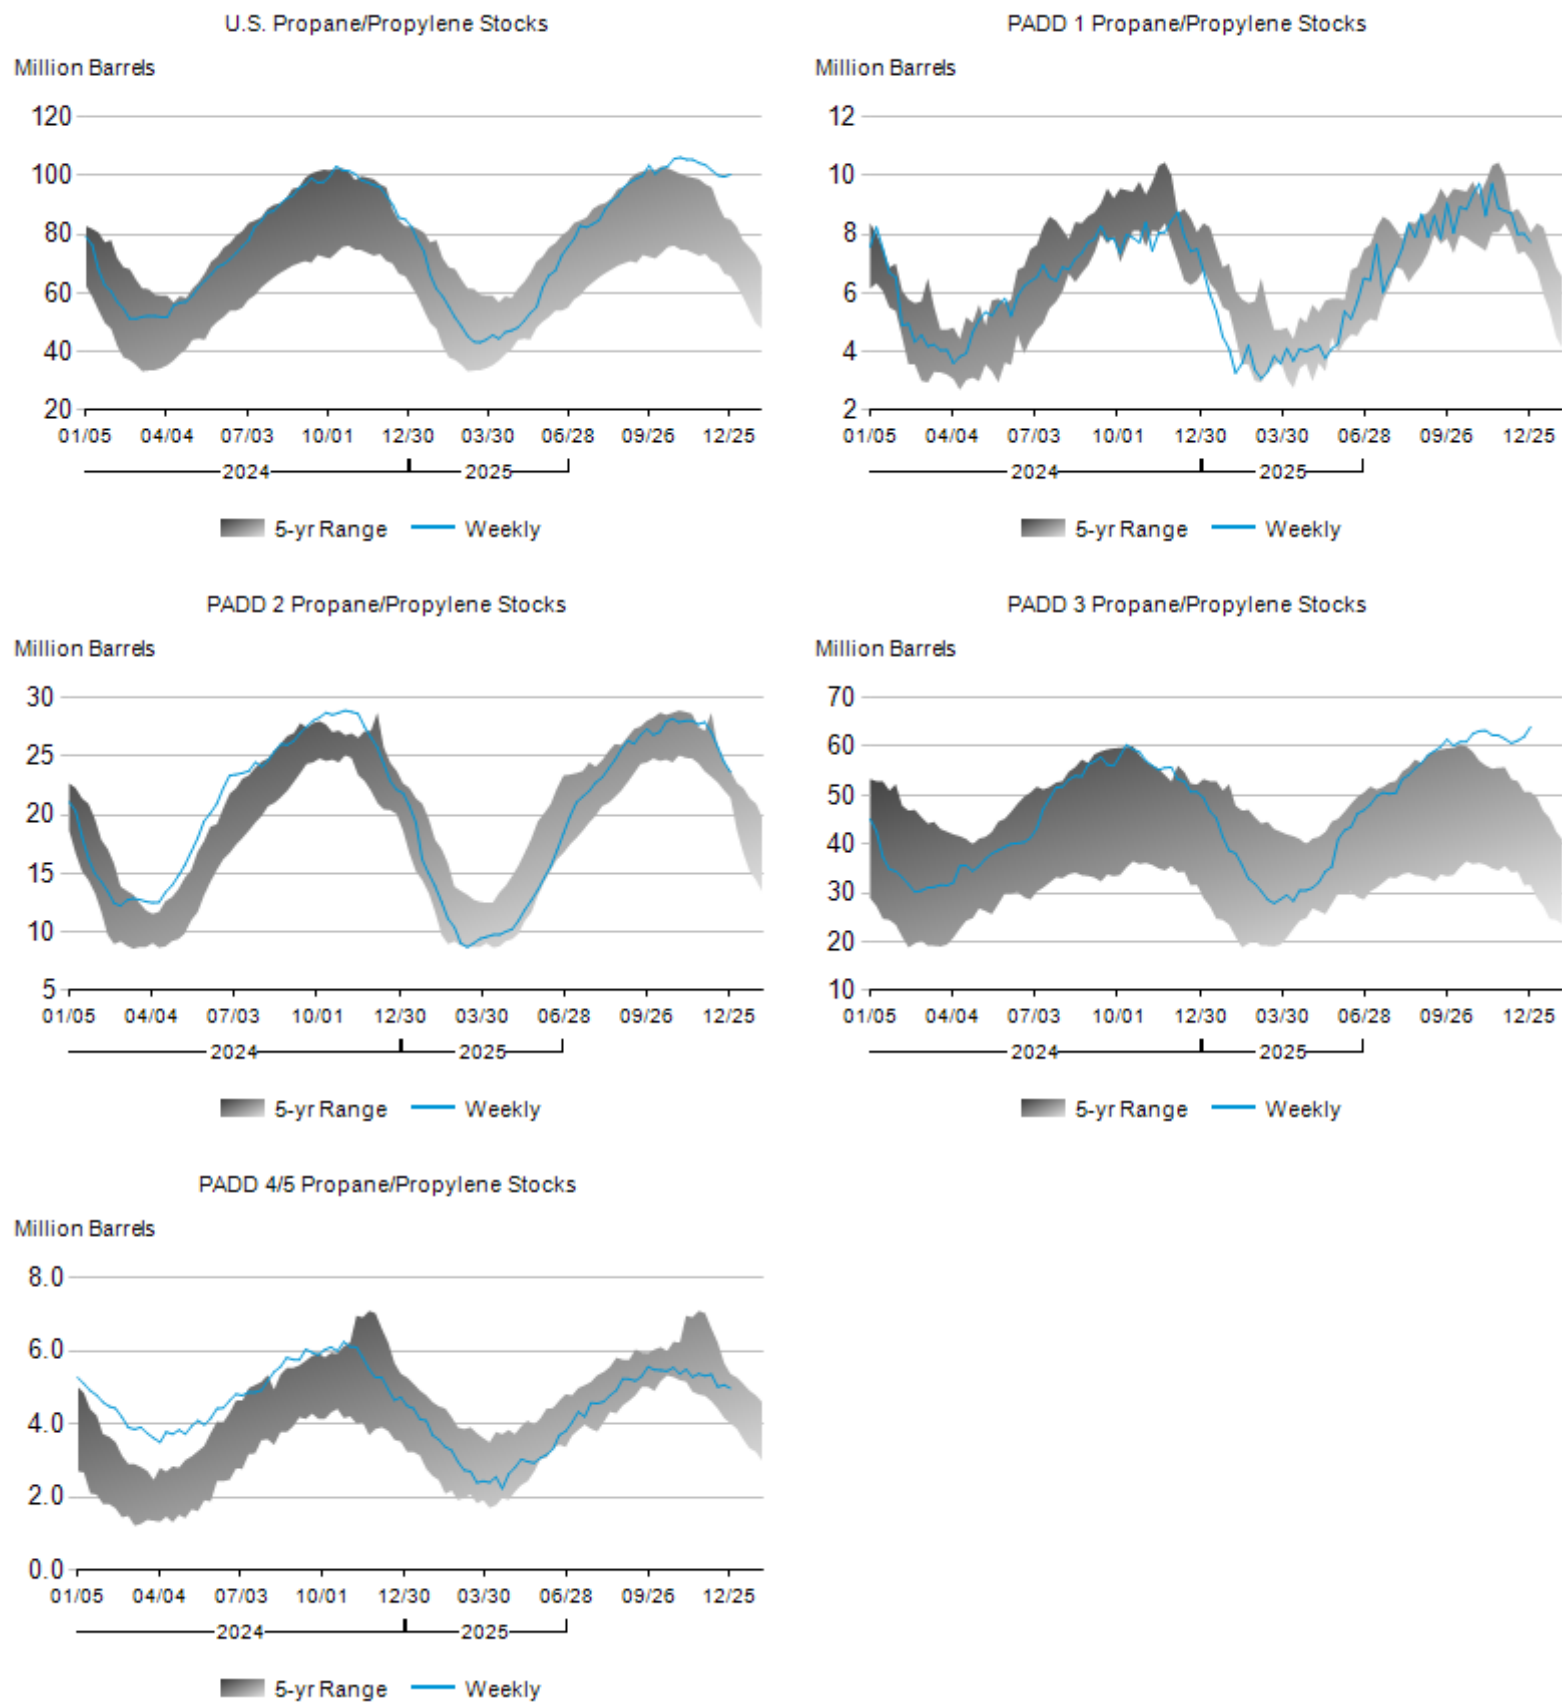 U.S. Propane/Propylene Stocks
Million Barrels
120
100
80
60
40
20
01/05 04/04 07/03 10/01 12/30 03/30 06/28 09/26 12/25
2024 2025
5-yr Range Weekly
PADD 1 Propane/Propylene Stocks
Million Barrels
12
10
8
6
4
2
01/05 04/04 07/03 10/01 12/30 03/30 06/28 09/26 12/25
2024 2025
5-yr Range Weekly
PADD 2 Propane/Propylene Stocks
Million Barrels
30
25
20
15
10
5
01/05 04/04 07/03 10/01 12/30 03/30 06/28 09/26 12/25
2024 2025
5-yr Range Weekly
PADD 3 Propane/Propylene Stocks
Million Barrels
70
60
50
40
30
20
10
01/05 04/04 07/03 10/01 12/30 03/30 06/28 09/26 12/25
2024 2025
5-yr Range Weekly
PADD 4/5 Propane/Propylene Stocks
Million Barrels
8.0
6.0
4.0
2.0
0.0
01/05 04/04 07/03 10/01 12/30 03/30 06/28 09/26 12/25
2024 2025
5-yr Range Weekly